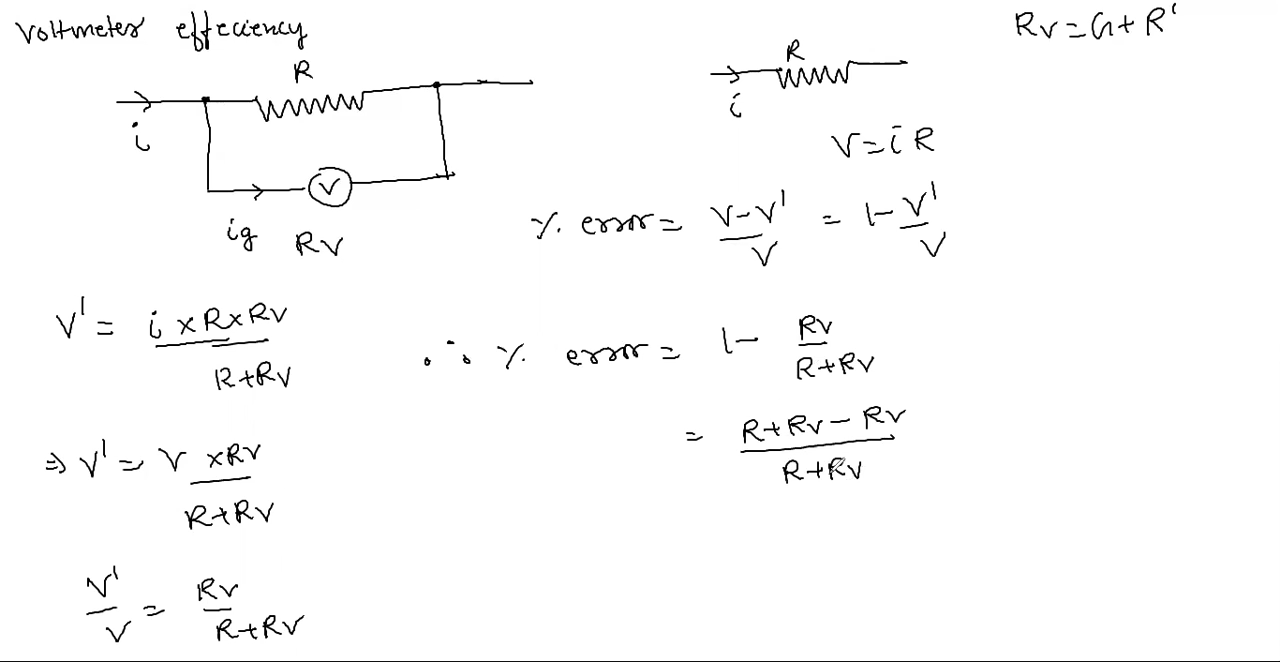 Voltmeter effeciency
Rv = G + R'
R
i
V
ig
Rv
R
i
V = i R
% error = V - V' / V = 1 - V' / V
V' = i × R × Rv / R + Rv
∴ % error = 1 - Rv / R + Rv
= R + Rv - Rv / R + Rv
⇒ V' = V × Rv / R + Rv
V' / V = Rv / R + Rv